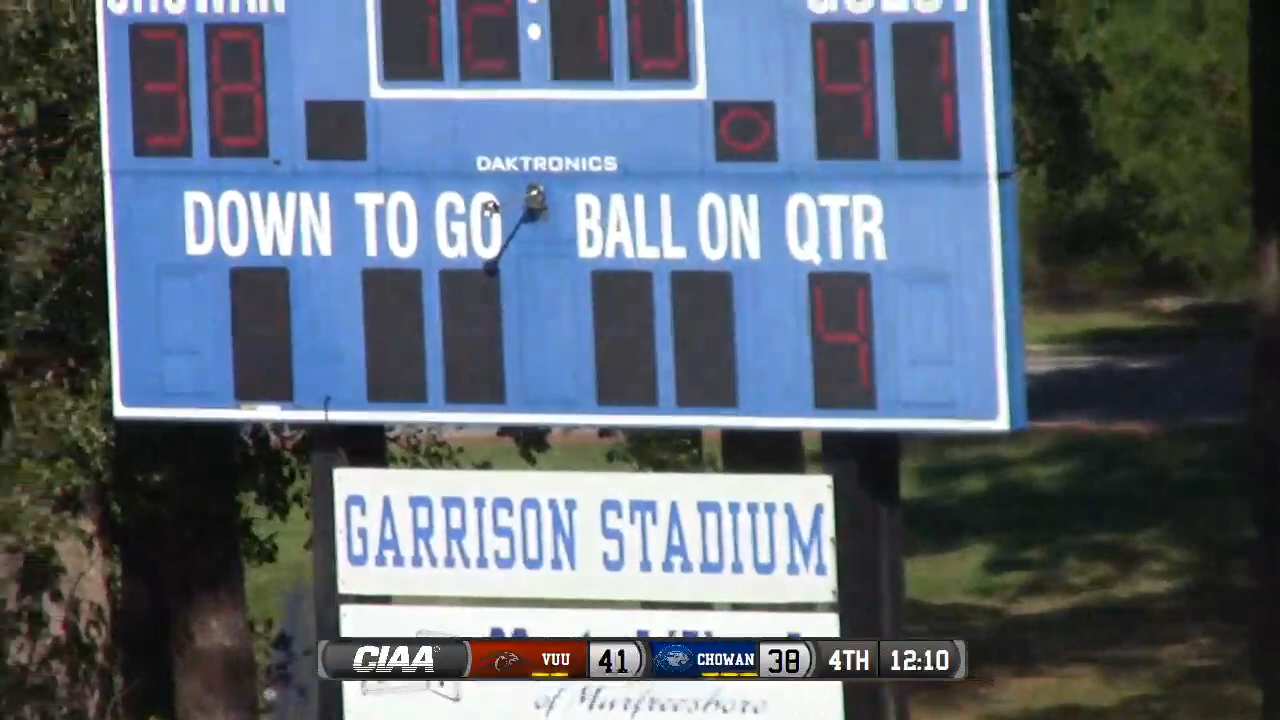 38 12:10 41
0
DAKTRONICS
DOWN TO GO BALL ON QTR
4
GARRISON STADIUM
of Murfreesboro
CIAA VUU 41 CHOWAN 38 4TH 12:10